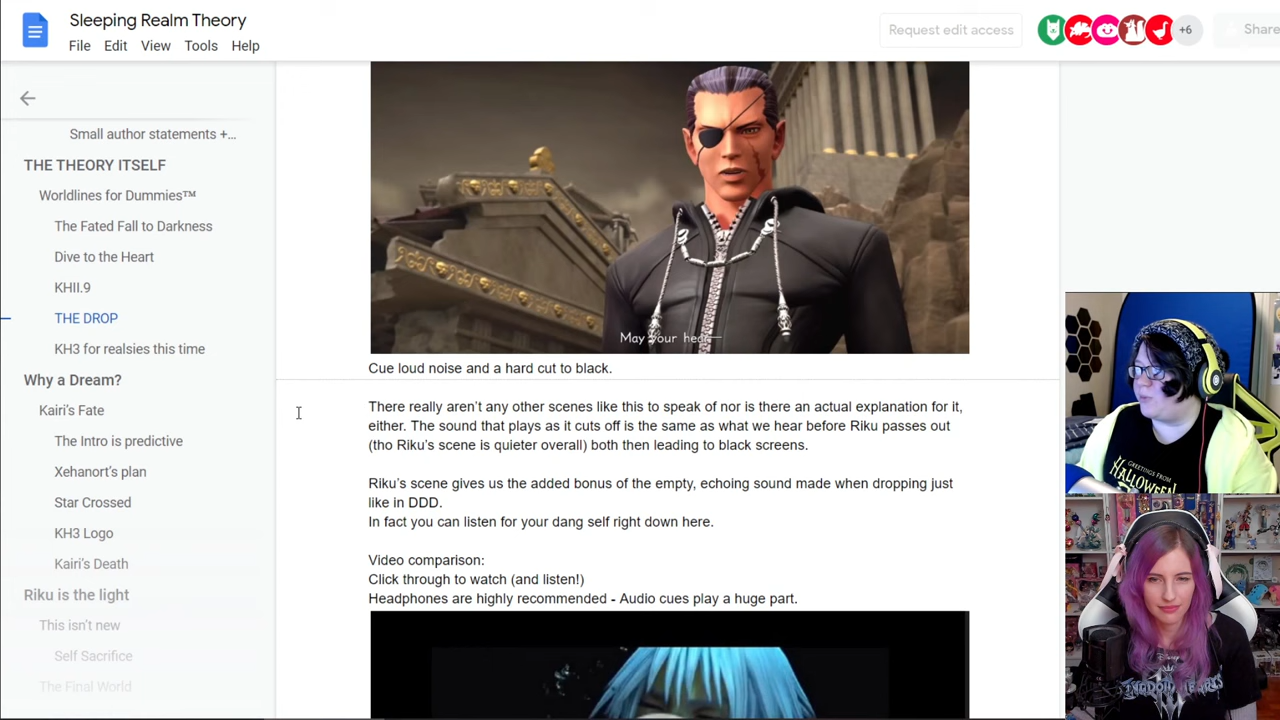 Sleeping Realm Theory
File Edit View Tools Help
Request edit access
+6
Share
Small author statements +...
THE THEORY ITSELF
Worldlines for Dummies™
The Fated Fall to Darkness
Dive to the Heart
KHII.9
THE DROP
KH3 for realsies this time
Why a Dream?
Kairi's Fate
The Intro is predictive
Xehanort's plan
Star Crossed
KH3 Logo
Kairi's Death
Riku is the light
This isn't new
Self Sacrifice
The Final World
May your hear—
Cue loud noise and a hard cut to black.
There really aren't any other scenes like this to speak of nor is there an actual explanation for it,
either. The sound that plays as it cuts off is the same as what we hear before Riku passes out
(tho Riku's scene is quieter overall) both then leading to black screens.
Riku's scene gives us the added bonus of the empty, echoing sound made when dropping just
like in DDD.
In fact you can listen for your dang self right down here.
Video comparison:
Click through to watch (and listen!)
Headphones are highly recommended - Audio cues play a huge part.
GREETINGS FROM
HALLOWEEN
Disney
KINGDOM HEARTS